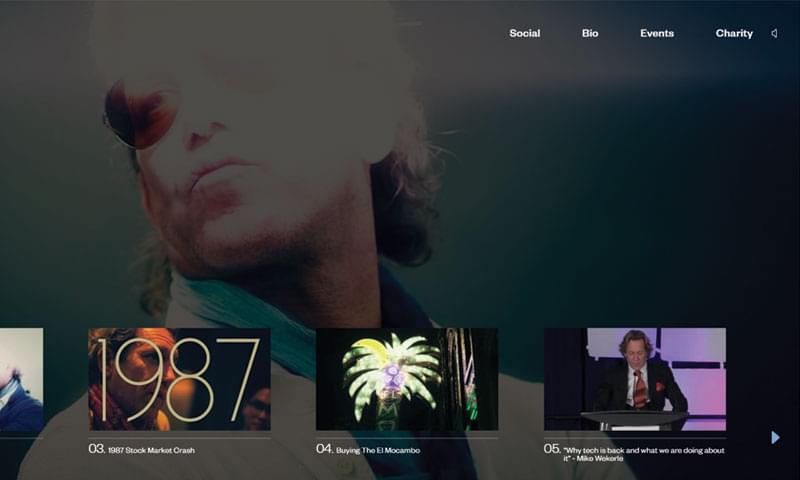 Social Bio Events Charity
1987
03. 1987 Stock Market Crash
04. Buying The El Mocambo
05. "Why tech is back and what we are doing about
it" - Mike Wekerle